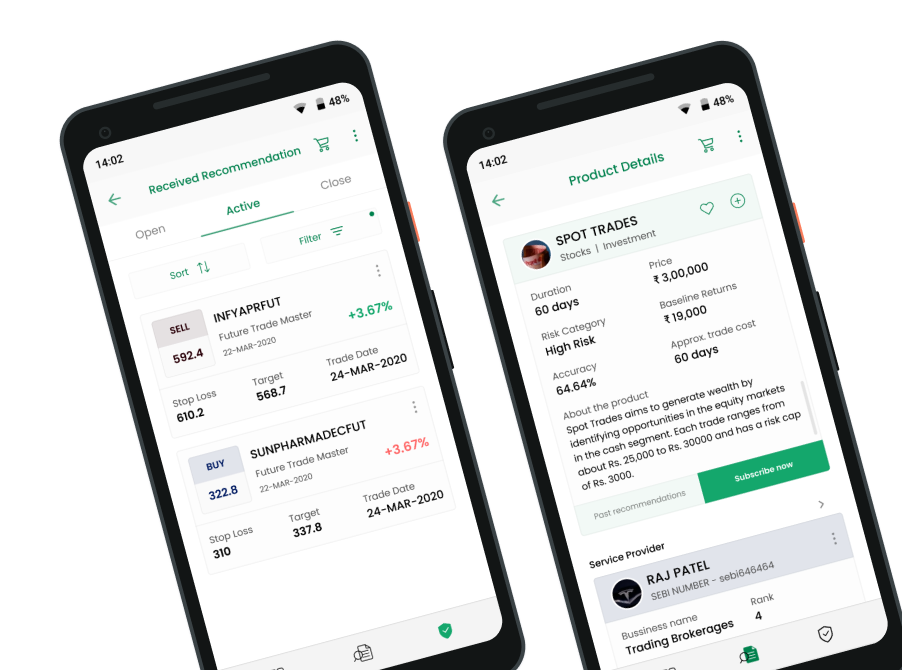 14:02
48%
Received Recommendation
Open
Active
Close
Sort
Filter
SELL
592.4
INFYAPRFUT
Future Trade Master
22-MAR-2020
+3.67%
Stop Loss
610.2
Target
568.7
Trade Date
24-MAR-2020
BUY
322.8
SUNPHARMADECFUT
Future Trade Master
22-MAR-2020
+3.67%
Stop Loss
310
Target
337.8
Trade Date
24-MAR-2020
14:02
48%
Product Details
SPOT TRADES
Stocks | Investment
Duration
60 days
Price
₹ 3,00,000
Risk Category
High Risk
Baseline Returns
₹ 19,000
Accuracy
64.64%
Approx. trade cost
60 days
About the product
Spot Trades aims to generate wealth by
identifying opportunities in the equity markets
in the cash segment. Each trade ranges from
about Rs. 25,000 to Rs. 30000 and has a risk cap
of Rs. 3000.
Past recommendations
Subscribe now
Service Provider
RAJ PATEL
SEBI NUMBER - sebi646464
Bussiness name
Trading Brokerages
Rank
4